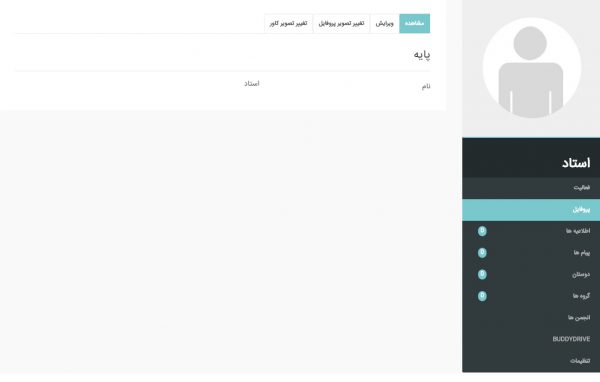 مشاهده
ویرایش
تغییر تصویر پروفایل
تغییر تصویر کاور
پایه
نام
استاد
استاد
فعالیت
پروفایل
اطلاعیه ها 0
پیام ها 0
دوستان 0
گروه ها 0
انجمن ها
BUDDYDRIVE
تنظیمات